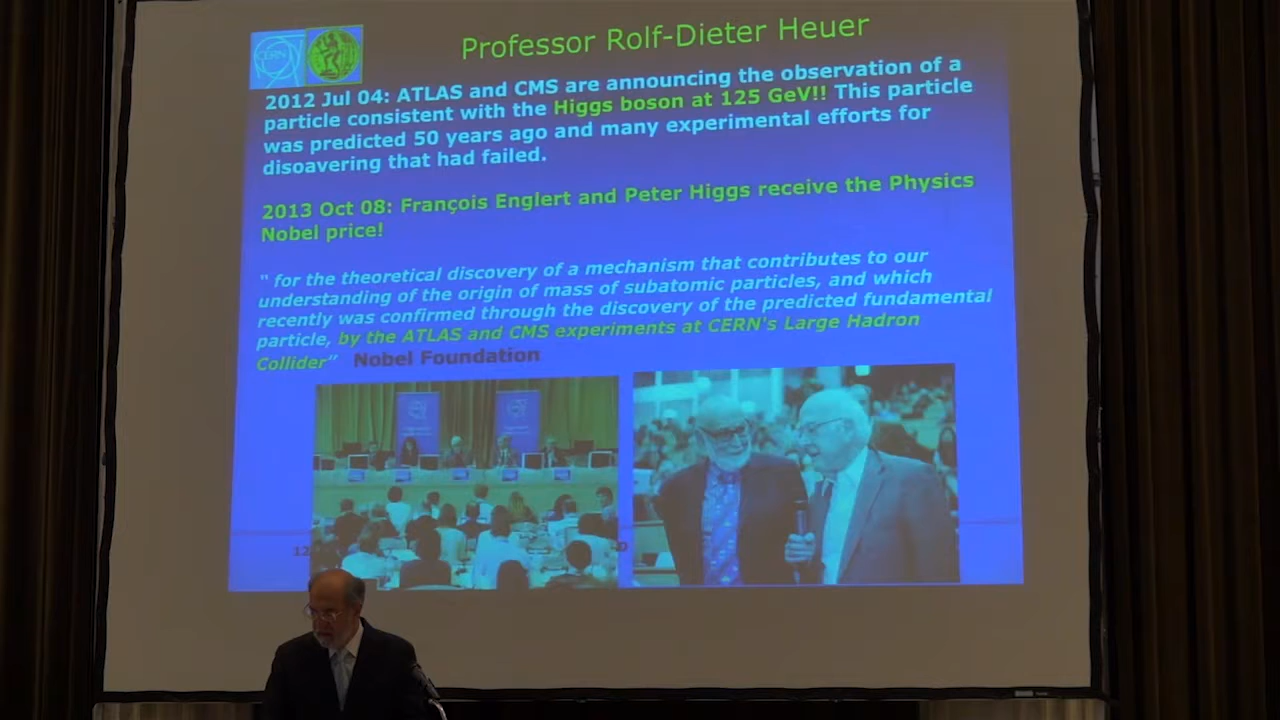 Professor Rolf-Dieter Heuer
CERN
2012 Jul 04: ATLAS and CMS are announcing the observation of a
particle consistent with the Higgs boson at 125 GeV!! This particle
was predicted 50 years ago and many experimental efforts for
disoavering that had failed.
2013 Oct 08: François Englert and Peter Higgs receive the Physics
Nobel price!
" for the theoretical discovery of a mechanism that contributes to our
understanding of the origin of mass of subatomic particles, and which
recently was confirmed through the discovery of the predicted fundamental
particle, by the ATLAS and CMS experiments at CERN's Large Hadron
Collider" Nobel Foundation